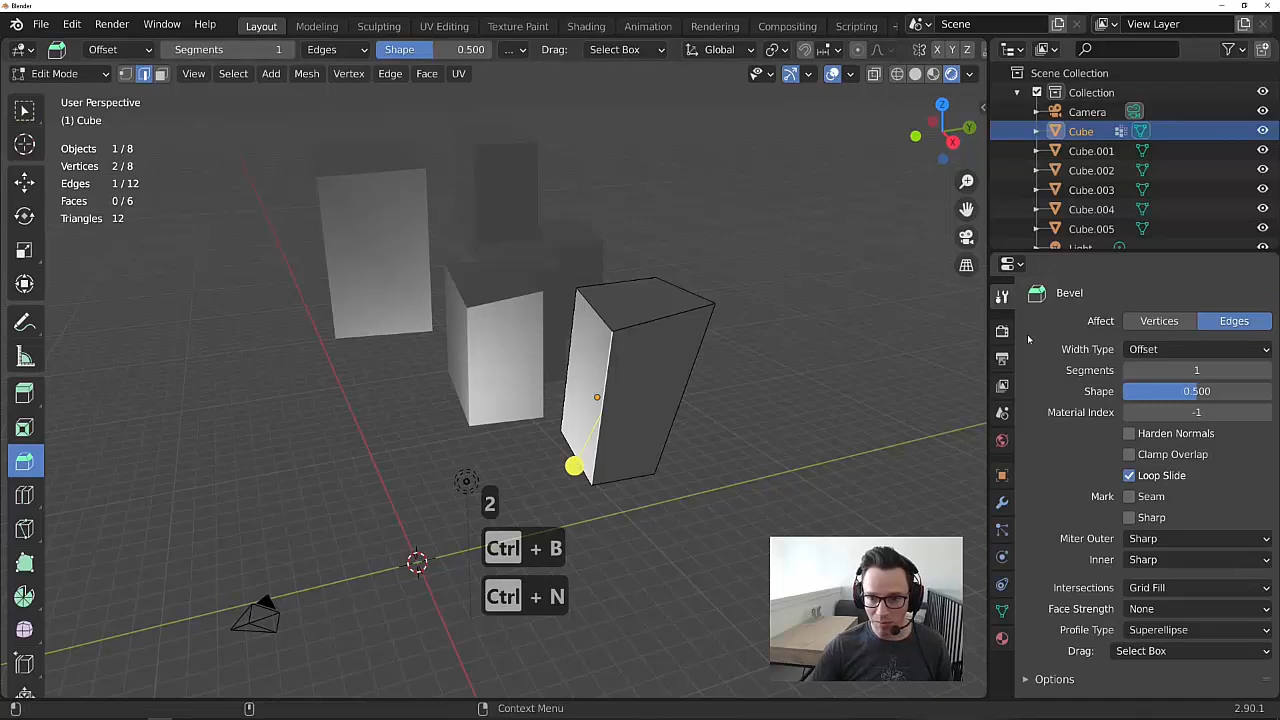 Blender
File Edit Render Window Help Layout Modeling Sculpting UV Editing Texture Paint Shading Animation Rendering Compositing Scripting Scene View Layer
Offset Segments 1 Edges Shape 0.500 ... Drag: Select Box Global X Y Z
Edit Mode View Select Add Mesh Vertex Edge Face UV
User Perspective
(1) Cube
Objects 1/8
Vertices 2/8
Edges 1/12
Faces 0/6
Triangles 12
Z
Y
X
2
Ctrl + B
Ctrl + N
Scene Collection
Collection
Camera
Cube
Cube.001
Cube.002
Cube.003
Cube.004
Cube.005
Light
Bevel
Affect Vertices Edges
Width Type Offset
Segments 1
Shape 0.500
Material Index -1
Harden Normals
Clamp Overlap
Loop Slide
Mark Seam
Sharp
Miter Outer Sharp
Inner Sharp
Intersections Grid Fill
Face Strength None
Profile Type Superellipse
Drag: Select Box
Options
Context Menu 2.90.1